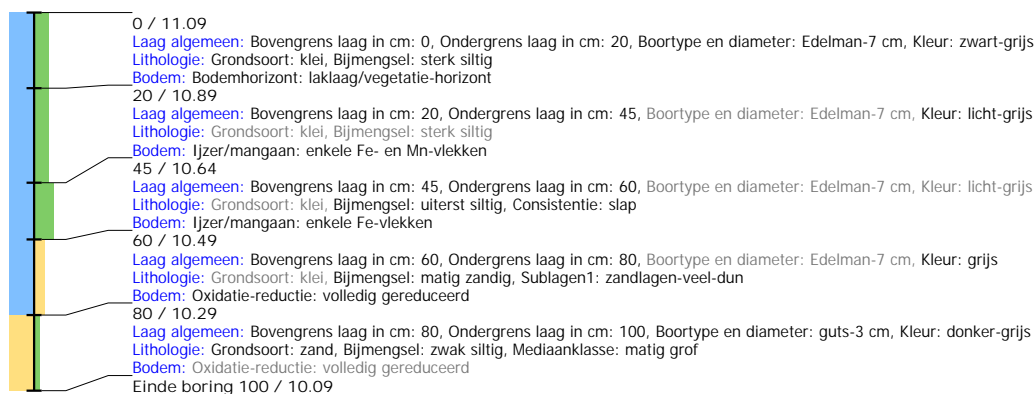 0 / 11.09
Laag algemeen: Bovengrens laag in cm: 0, Ondergrens laag in cm: 20, Boortype en diameter: Edelman-7 cm, Kleur: zwart-grijs
Lithologie: Grondsoort: klei, Bijmengsel: sterk siltig
Bodem: Bodemhorizont: laklaag/vegetatie-horizont
20 / 10.89
Laag algemeen: Bovengrens laag in cm: 20, Ondergrens laag in cm: 45, Boortype en diameter: Edelman-7 cm, Kleur: licht-grijs
Lithologie: Grondsoort: klei, Bijmengsel: sterk siltig
Bodem: Ijzer/mangaan: enkele Fe- en Mn-vlekken
45 / 10.64
Laag algemeen: Bovengrens laag in cm: 45, Ondergrens laag in cm: 60, Boortype en diameter: Edelman-7 cm, Kleur: licht-grijs
Lithologie: Grondsoort: klei, Bijmengsel: uiterst siltig, Consistentie: slap
Bodem: Ijzer/mangaan: enkele Fe-vlekken
60 / 10.49
Laag algemeen: Bovengrens laag in cm: 60, Ondergrens laag in cm: 80, Boortype en diameter: Edelman-7 cm, Kleur: grijs
Lithologie: Grondsoort: klei, Bijmengsel: matig zandig, Sublagen1: zandlagen-veel-dun
Bodem: Oxidatie-reductie: volledig gereduceerd
80 / 10.29
Laag algemeen: Bovengrens laag in cm: 80, Ondergrens laag in cm: 100, Boortype en diameter: guts-3 cm, Kleur: donker-grijs
Lithologie: Grondsoort: zand, Bijmengsel: zwak siltig, Mediaanklasse: matig grof
Bodem: Oxidatie-reductie: volledig gereduceerd
Einde boring 100 / 10.09